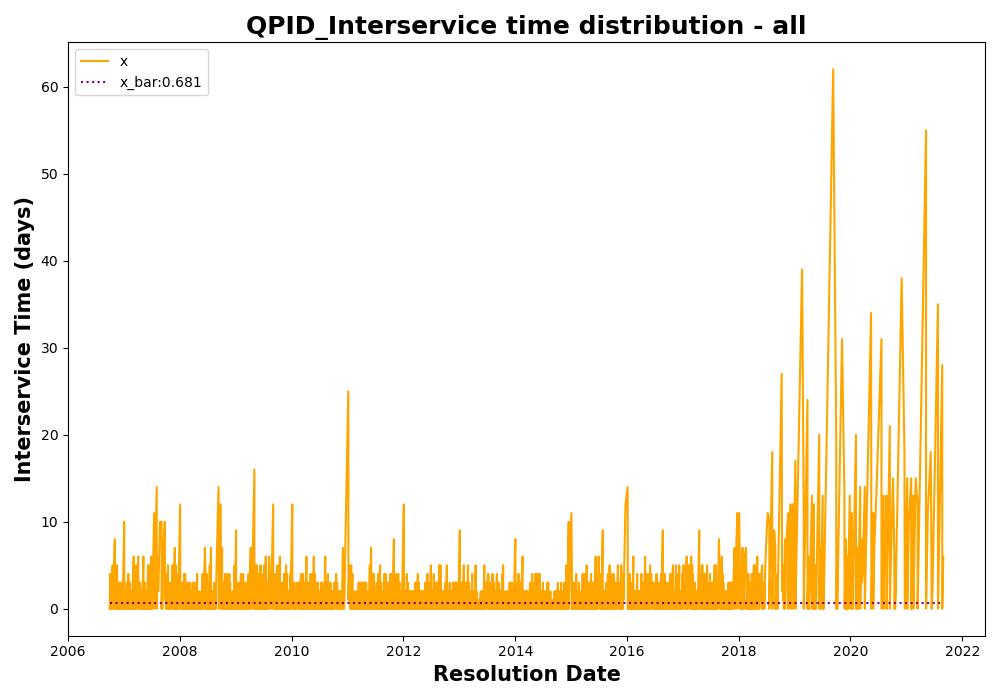 QPID_Interservice time distribution - all
x
x_bar:0.681
Interservice Time (days)
60
50
40
30
20
10
0
2006 2008 2010 2012 2014 2016 2018 2020 2022
Resolution Date